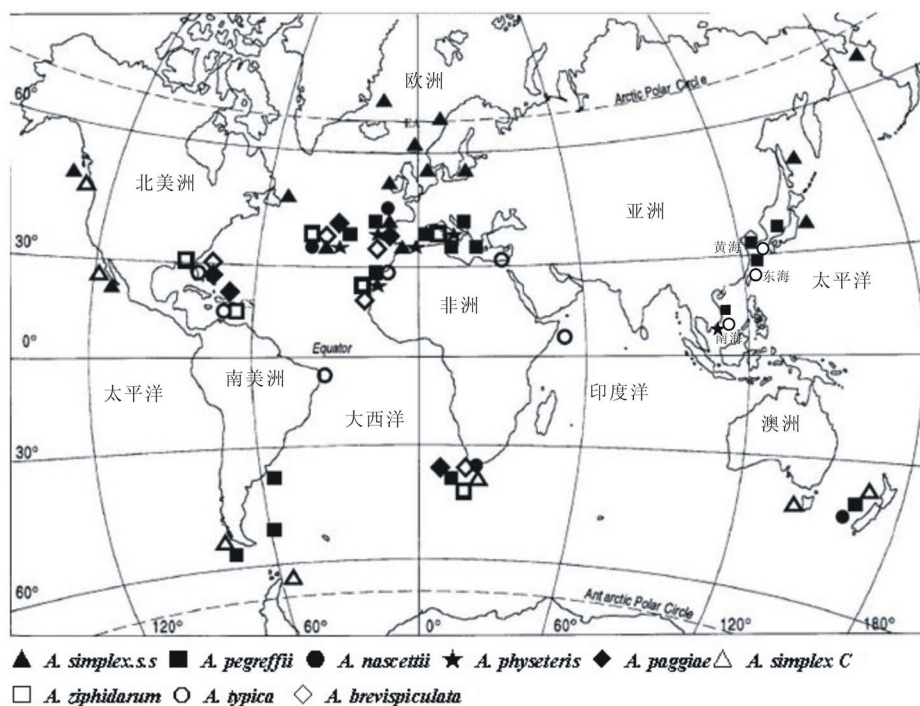 欧洲
Arctic Polar Circle
60°
北美洲
亚洲
30°
黄海
东海
太平洋
非洲
南海
0°
Equator
太平洋
南美洲
大西洋
印度洋
澳洲
30°
60°
Antarctic Polar Circle
120° 60° 0° 60° 120° 180°
A. simplex.s.s A. pegreffii A. nascettii A. physeteris A. paggiae A. simplex C
A. ziphidarum A. typica A. brevispiculata